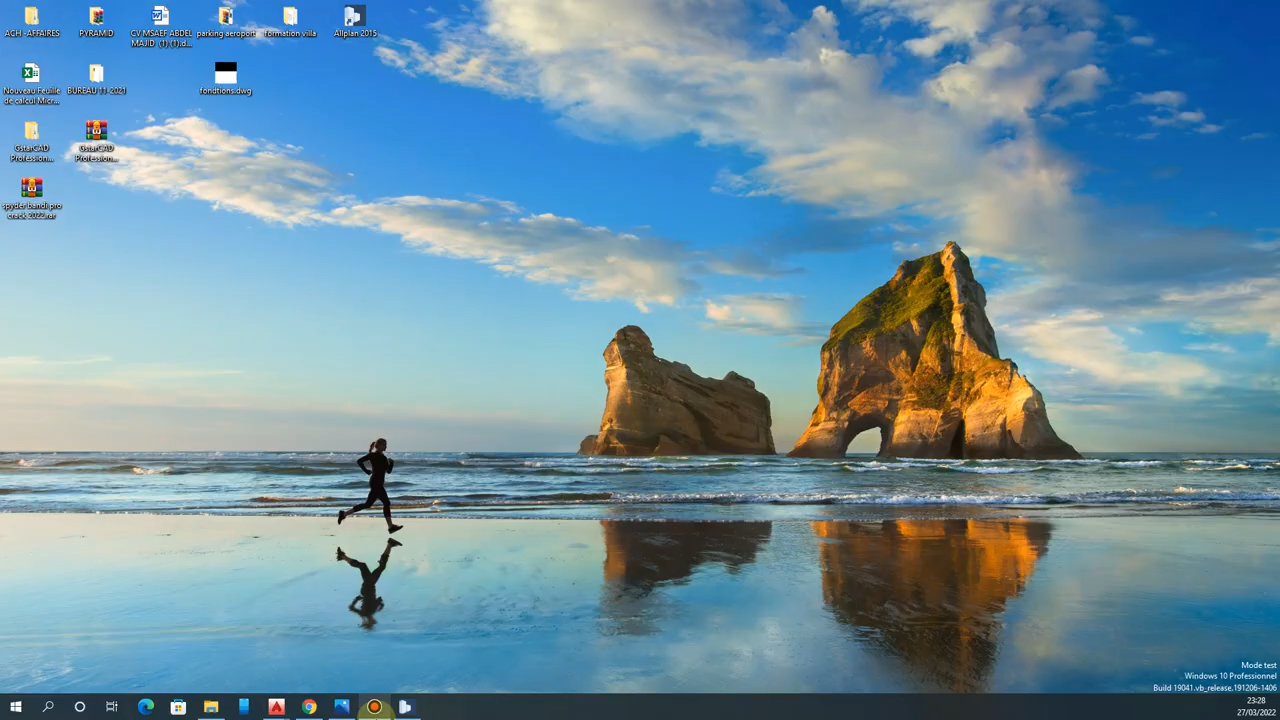 ACH -AFFAIRES
PYRAMID
CV MSAEF ABDEL
MAJID (1) (1).d...
parking aeroport
formation villa
Allplan 2015
Nouveau Feuille
de calcul Micr...
BUREAU 11-2021
fondtions.dwg
GstarCAD
Profession...
GstarCAD
Profession...
spyder bandi pro
crack 2022.rar
Mode test
Windows 10 Professionnel
Build 19041.vb_release.191206-1406
23:28
27/03/2022